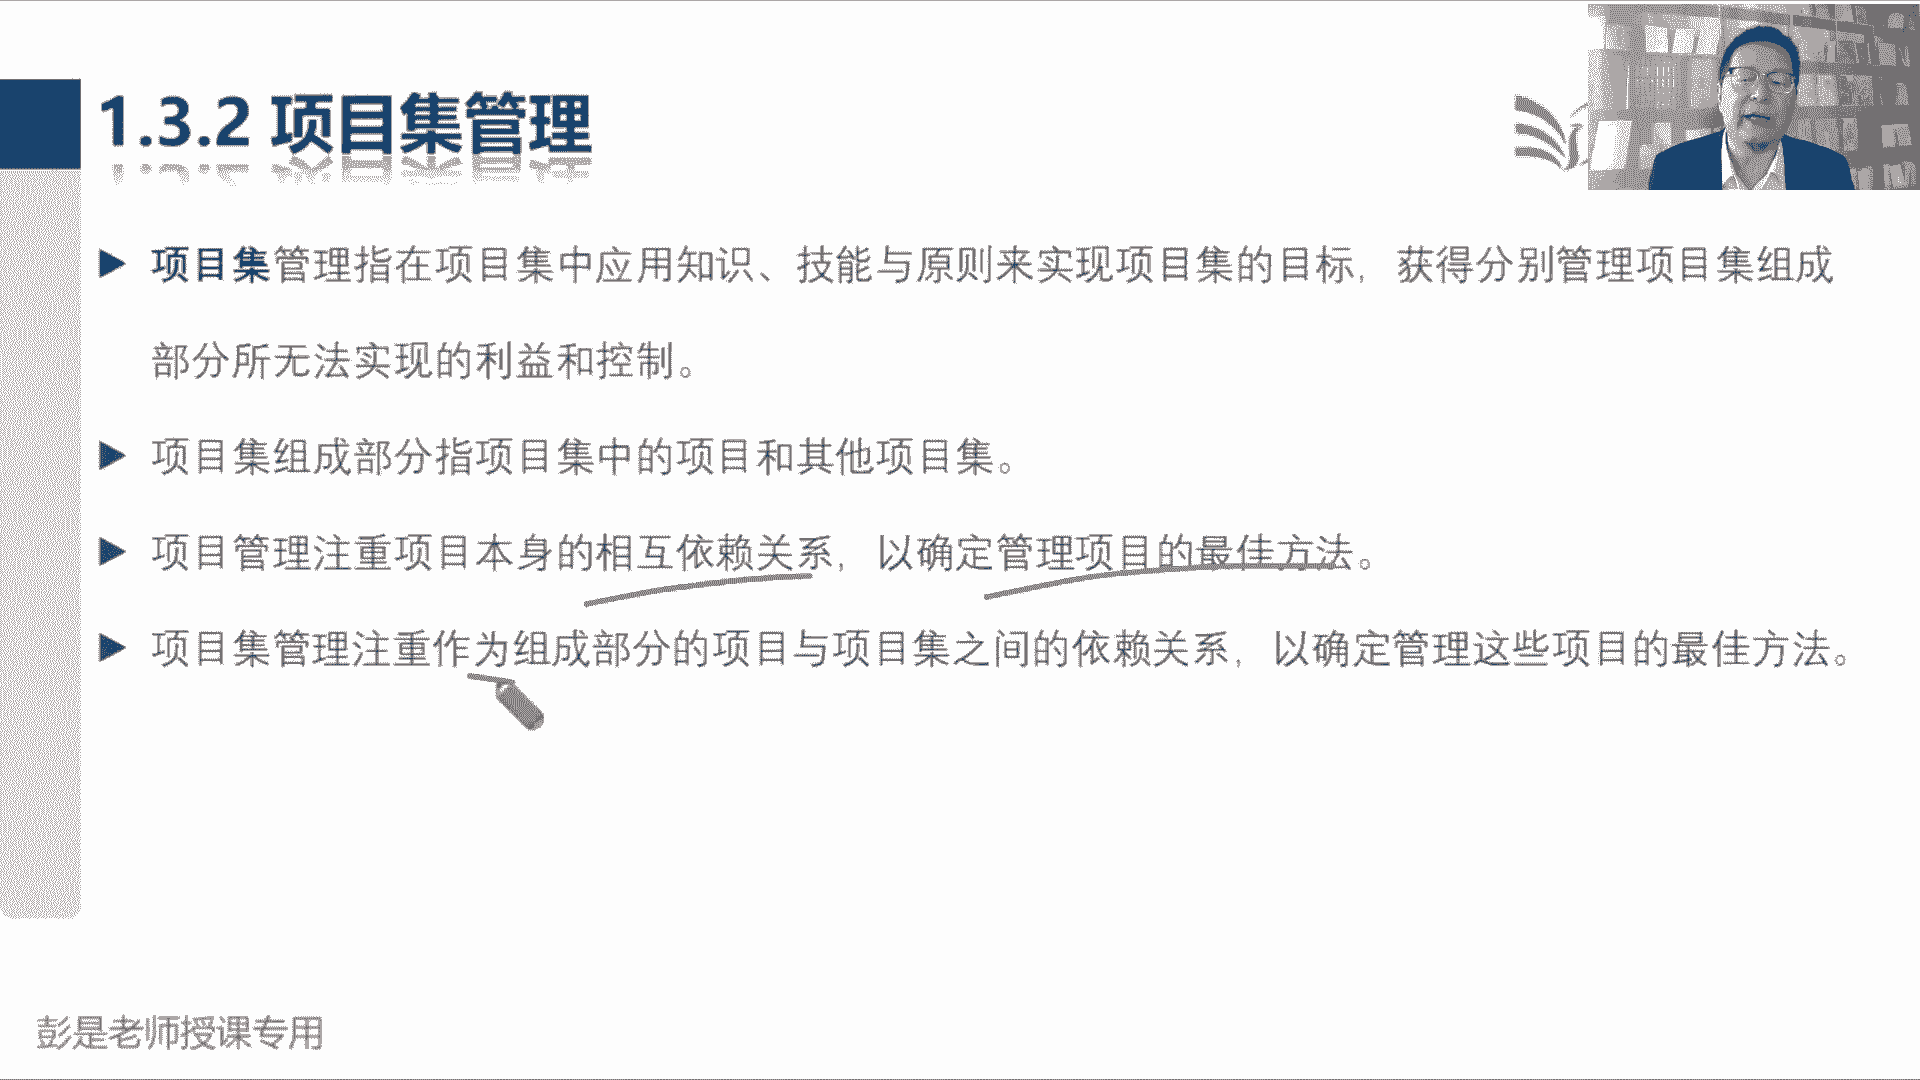 1.3.2 项目集管理
项目集管理指在项目集中应用知识、技能与原则来实现项目集的目标，获得分别管理项目集组成
部分所无法实现的利益和控制。
项目集组成部分指项目集中的项目和其他项目集。
项目管理注重项目本身的相互依赖关系，以确定管理项目的最佳方法。
项目集管理注重作为组成部分的项目与项目集之间的依赖关系，以确定管理这些项目的最佳方法。
彭是老师授课专用